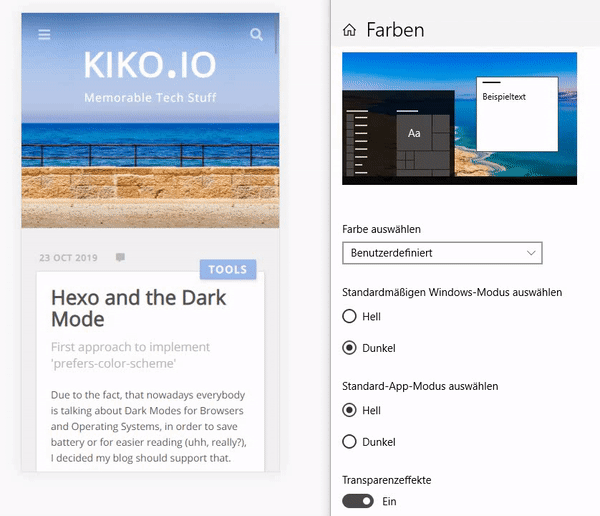 KIKO.IO
Memorable Tech Stuff
23 OCT 2019
TOOLS
Hexo and the Dark
Mode
First approach to implement
'prefers-color-scheme'
Due to the fact, that nowadays everybody
is talking about Dark Modes for Browsers
and Operating Systems, in order to save
battery or for easier reading (uhh, really?),
I decided my blog should support that.
Farben
Beispieltext
Aa
Farbe auswählen
Benutzerdefiniert
Standardmäßigen Windows-Modus auswählen
Hell
Dunkel
Standard-App-Modus auswählen
Hell
Dunkel
Transparenzeffekte
Ein